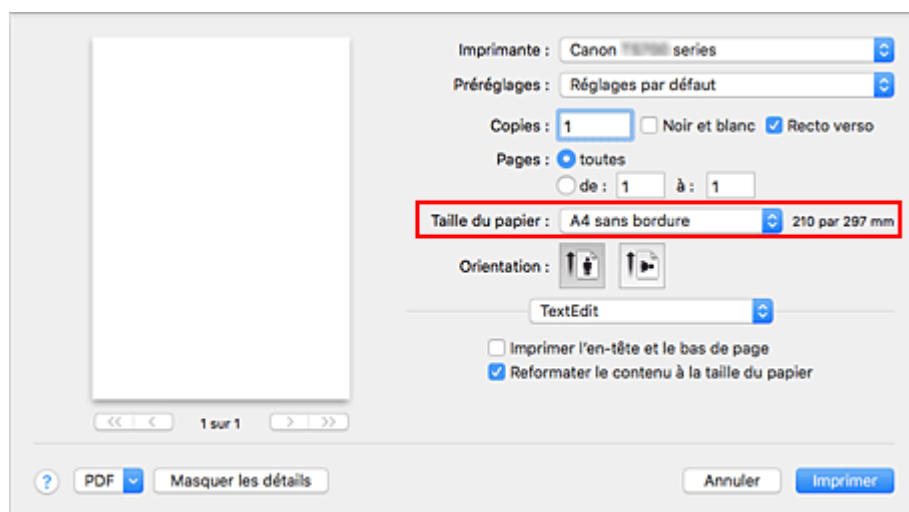 Imprimante : Canon series
Préréglages : Réglages par défaut
Copies : 1 Noir et blanc Recto verso
Pages : toutes
de : 1 à : 1
Taille du papier : A4 sans bordure 210 par 297 mm
Orientation :
TextEdit
Imprimer l'en-tête et le bas de page
Reformater le contenu à la taille du papier
<< < 1 sur 1 > >>
? PDF Masquer les détails Annuler Imprimer